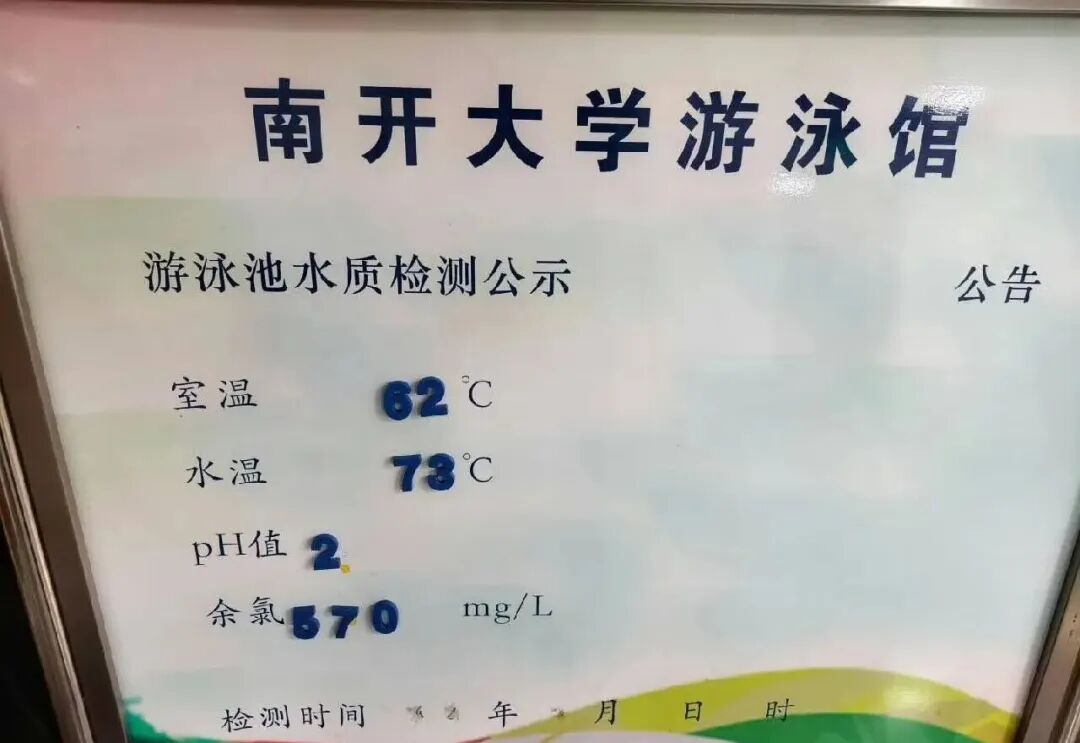 南开大学游泳馆
游泳池水质检测公示 公告
室温 62 ℃
水温 73 ℃
pH值 2.
余氯 570 mg/L
检测时间 年 月 日 时